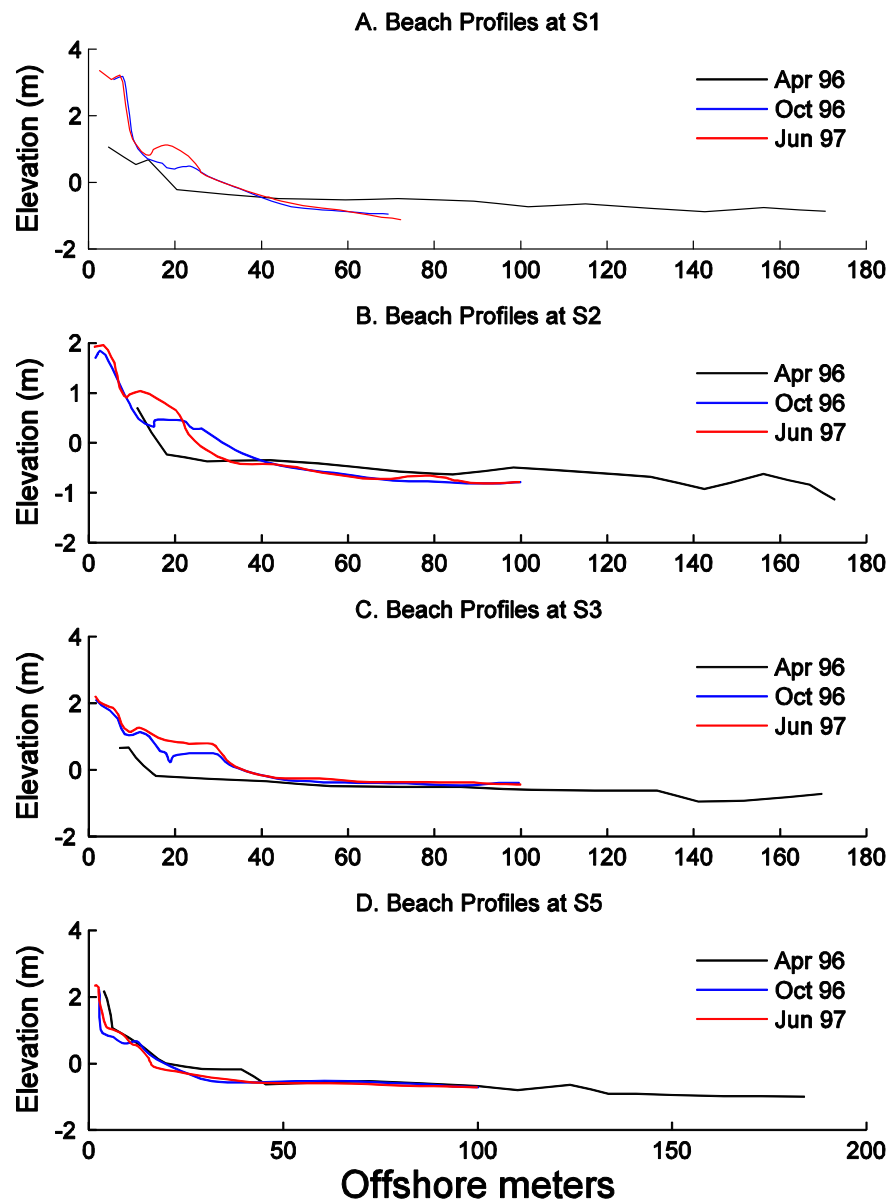 A. Beach Profiles at S1
4
2
0
-2
Elevation (m)
Apr 96
Oct 96
Jun 97
0 20 40 60 80 100 120 140 160 180
B. Beach Profiles at S2
2
1
0
-1
-2
Elevation (m)
Apr 96
Oct 96
Jun 97
0 20 40 60 80 100 120 140 160 180
C. Beach Profiles at S3
4
2
0
-2
Elevation (m)
Apr 96
Oct 96
Jun 97
0 20 40 60 80 100 120 140 160 180
D. Beach Profiles at S5
4
2
0
-2
Elevation (m)
Apr 96
Oct 96
Jun 97
0 50 100 150 200
Offshore meters